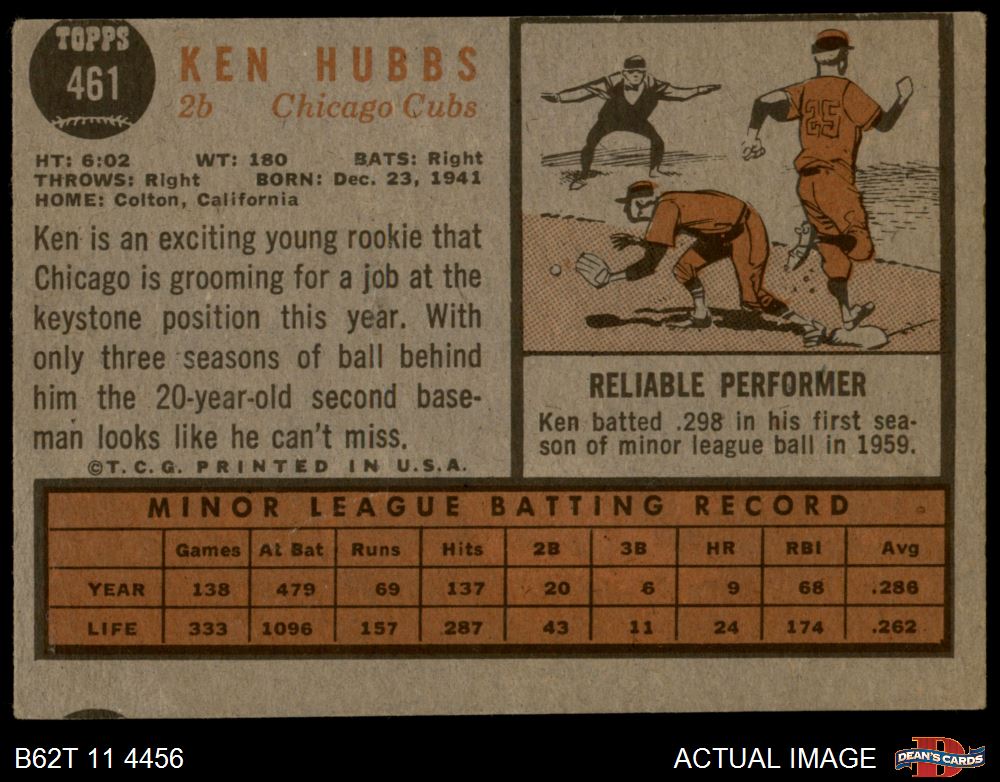 TOPPS
461
KEN HUBBS
2b Chicago Cubs
HT: 6:02 WT: 180 BATS: Right
THROWS: Right BORN: Dec. 23, 1941
HOME: Colton, California
Ken is an exciting young rookie that
Chicago is grooming for a job at the
keystone position this year. With
only three seasons of ball behind
him the 20-year-old second base-
man looks like he can't miss.
©T.C.G. PRINTED IN U.S.A.
25
RELIABLE PERFORMER
Ken batted .298 in his first sea-
son of minor league ball in 1959.
MINOR LEAGUE BATTING RECORD
Games At Bat Runs Hits 2B 3B HR RBI Avg
YEAR 138 479 69 137 20 6 9 68 .286
LIFE 333 1096 157 287 43 11 24 174 .262
B62T 11 4456
ACTUAL IMAGE
D
DEAN'S CARDS